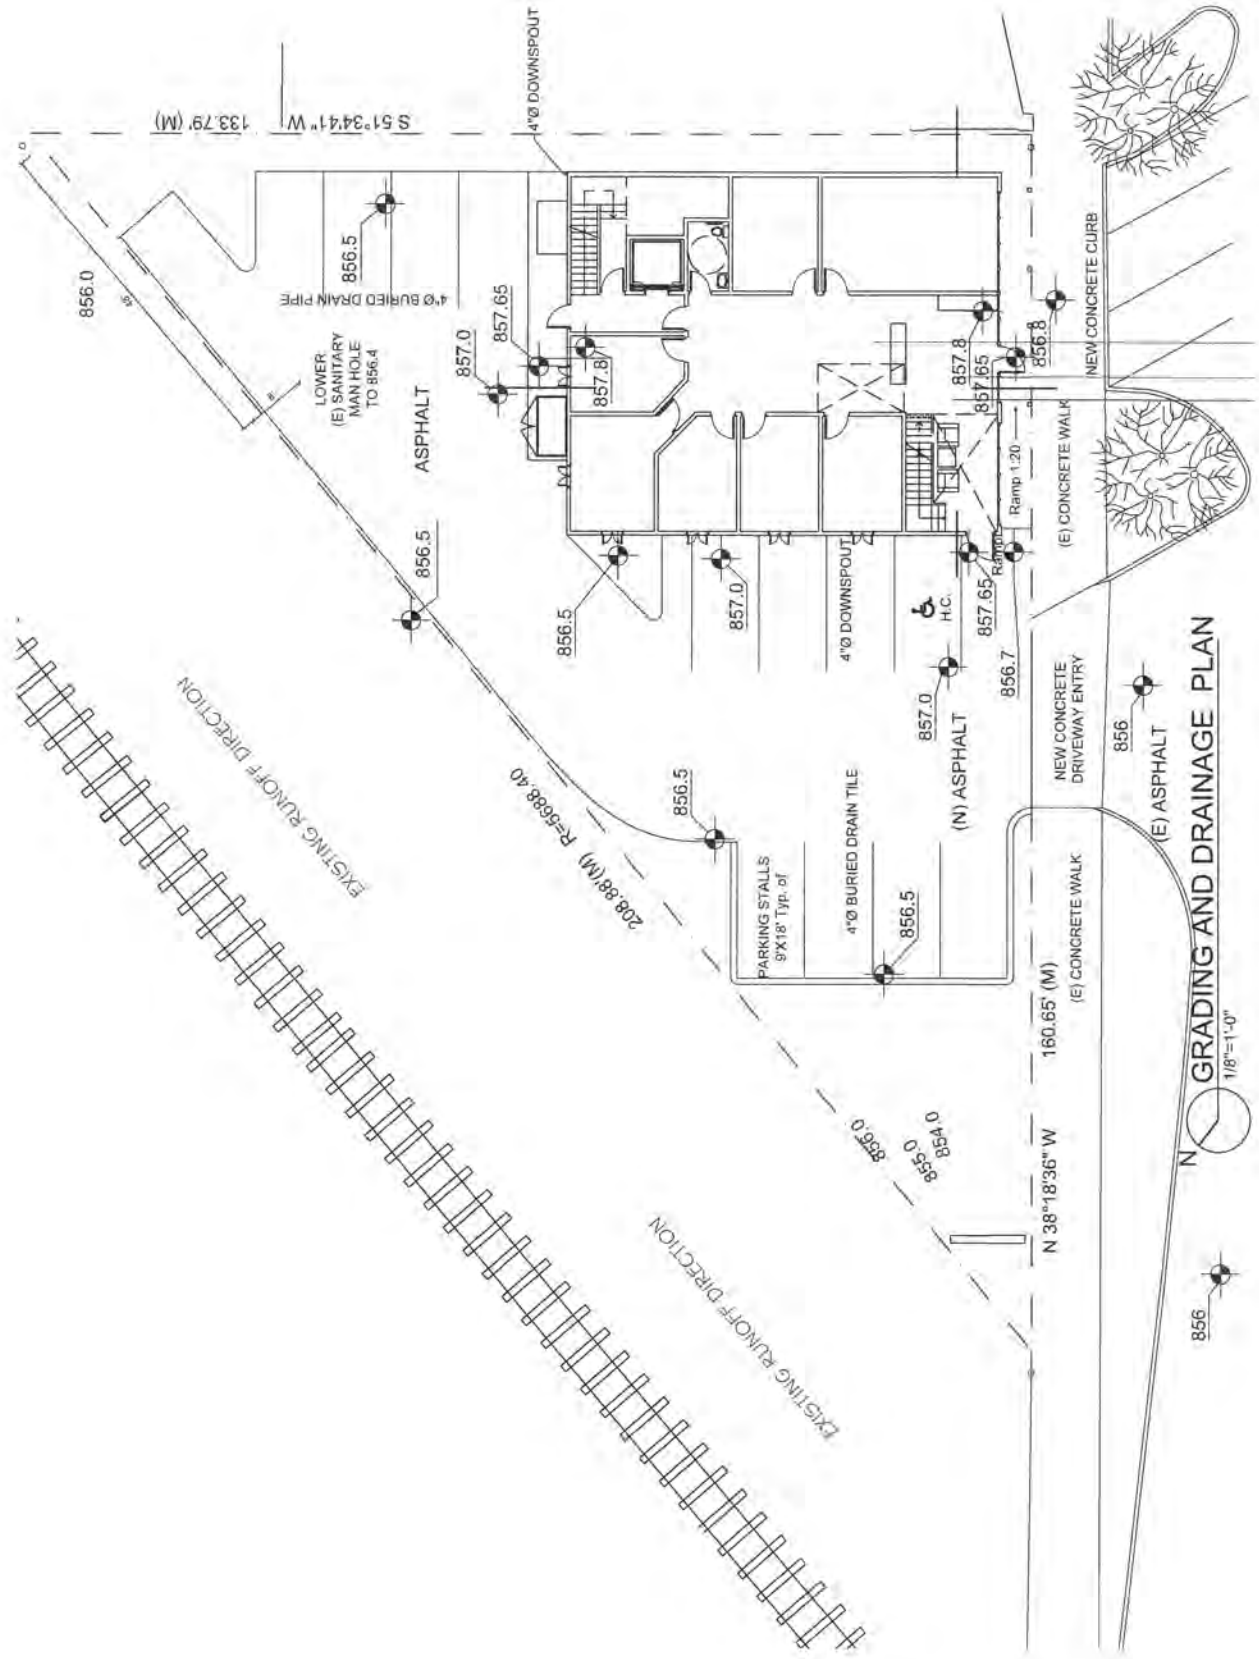 4"Ø DOWNSPOUT
S 51°34'41" W 133.79' (M)
856.0
856.5
4"Ø BURIED DRAIN PIPE
LOWER
(E) SANITARY
MAN HOLE
TO 856.4
857.65
857.0
857.8
ASPHALT
856.5
856.5
857.0
4"Ø DOWNSPOUT
H.C.
857.8
857.65
856.8
NEW CONCRETE CURB
Ramp 1:20
(E) CONCRETE WALK
Ramp
857.65
856.7
857.0
(N) ASPHALT
NEW CONCRETE
DRIVEWAY ENTRY
856
(E) ASPHALT
EXISTING RUNOFF DIRECTION
208.88'(M) R=5688.40
856.5
PARKING STALLS
9'X18' Typ. of
4"Ø BURIED DRAIN TILE
856.5
160.65' (M)
(E) CONCRETE WALK
856.0
855.0
854.0
N 38°18'36" W
EXISTING RUNOFF DIRECTION
856
N
GRADING AND DRAINAGE PLAN
1/8"=1'-0"